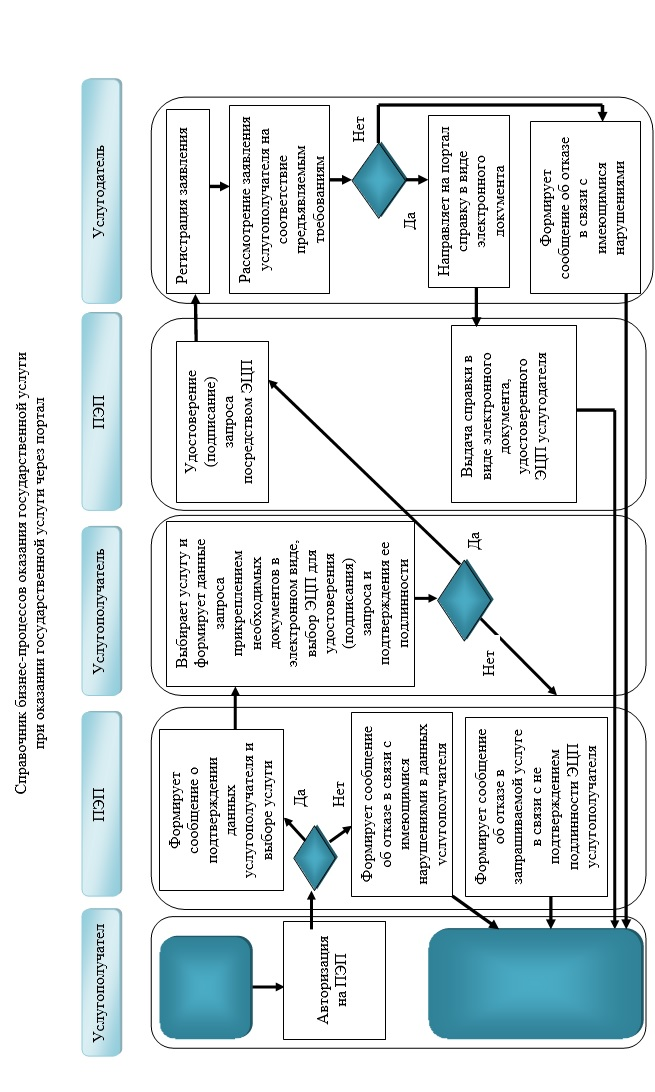 Справочник бизнес-процессов оказания государственной услуги
при оказании государственной услуги через портал
Услугополучател
ПЭП
Услугополучатель
ПЭП
Услугодатель
Авторизация
на ПЭП
Формирует
сообщение о
подтверждении
данных
услугополучателя и
выборе услуги
Да
Нет
Формирует сообщение
об отказе в связи с
имеющимися
нарушениями в данных
услугополучателя
Формирует сообщение
об отказе в
запрашиваемой услуге
в связи с не
подтверждением
подлинности ЭЦП
услугополучателя
Выбирает услугу и
формирует данные
запроса
прикреплением
необходимых
документов в
электронном виде,
выбор ЭЦП для
удостоверения
(подписания)
запроса и
подтверждения ее
подлинности
Да
Нет
Удостоверение
(подписание)
запроса
посредством ЭЦП
Выдача справки в
виде электронного
документа,
удостоверенного
ЭЦП услугодателя
Регистрация заявления
Рассмотрение заявления
услугополучателя на
соответствие
предъявляемым
требованиям
Нет
Да
Направляет на портал
справку в виде
электронного
документа
Формирует
сообщение об отказе
в связи с
имеющимися
нарушениями